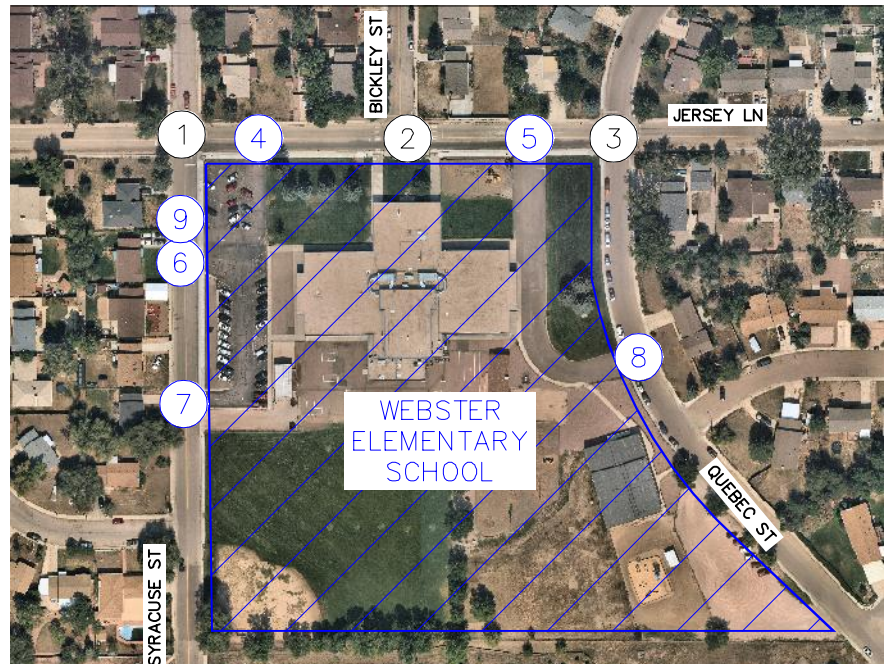 BICKLEY ST
JERSEY LN
1
4
2
5
3
9
6
8
7
WEBSTER
ELEMENTARY
SCHOOL
QUEBEC ST
SYRACUSE ST